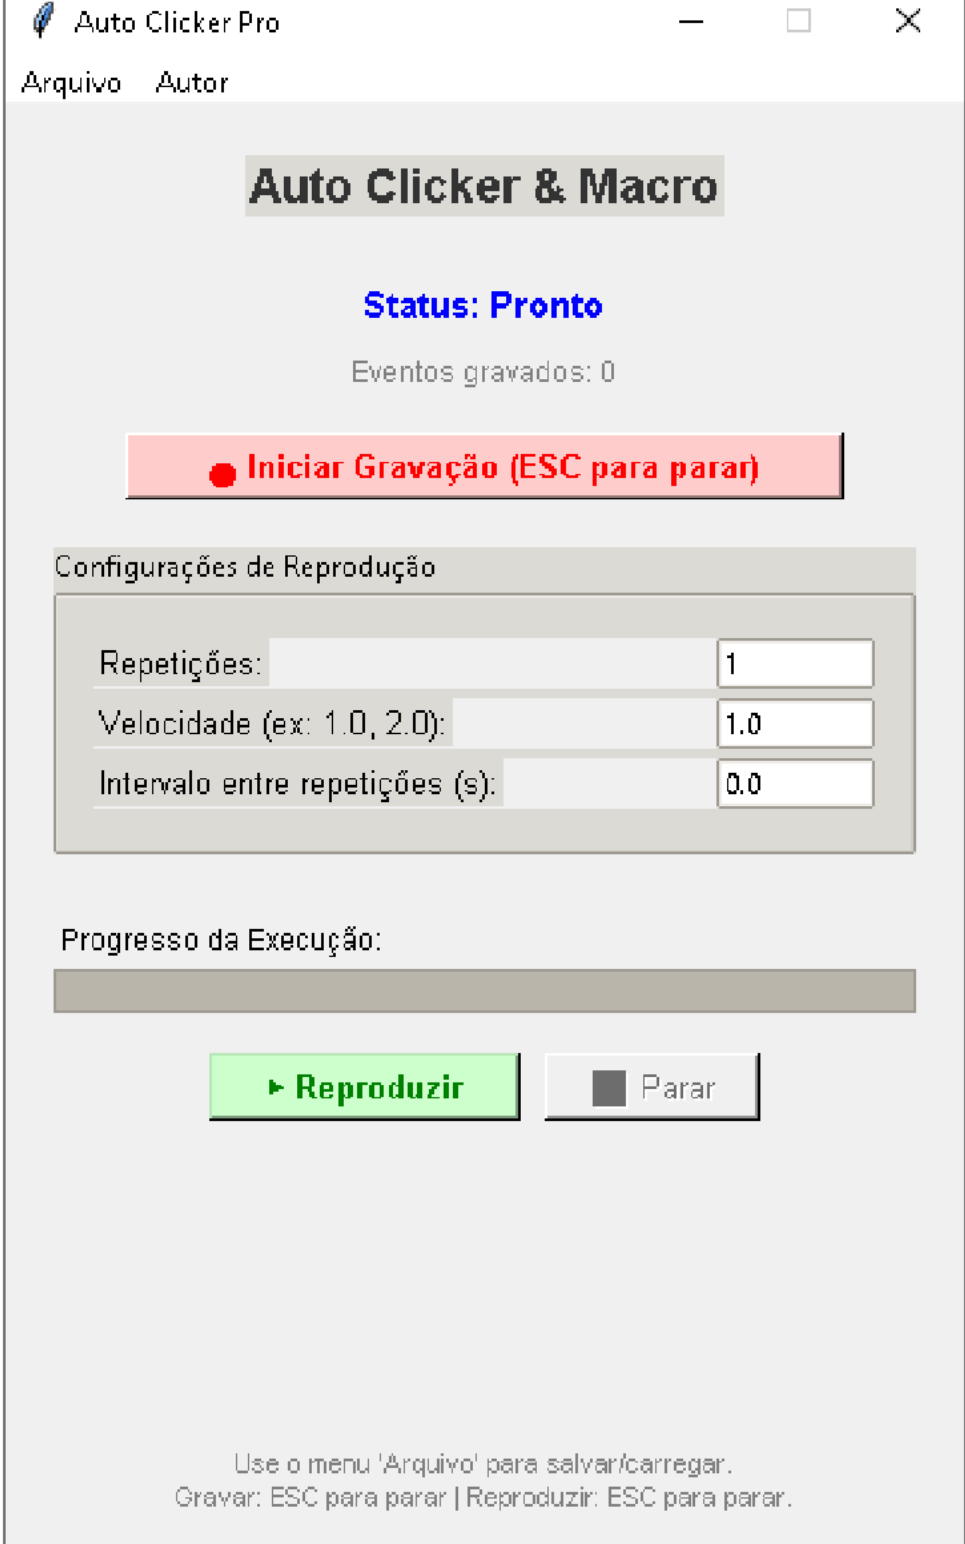 Auto Clicker Pro
Arquivo Autor
Auto Clicker & Macro
Status: Pronto
Eventos gravados: 0
● Iniciar Gravação (ESC para parar)
Configurações de Reprodução
Repetições: 1
Velocidade (ex: 1.0, 2.0): 1.0
Intervalo entre repetições (s): 0.0
Progresso da Execução:
▸ Reproduzir ■ Parar
Use o menu 'Arquivo' para salvar/carregar.
Gravar: ESC para parar | Reproduzir: ESC para parar.